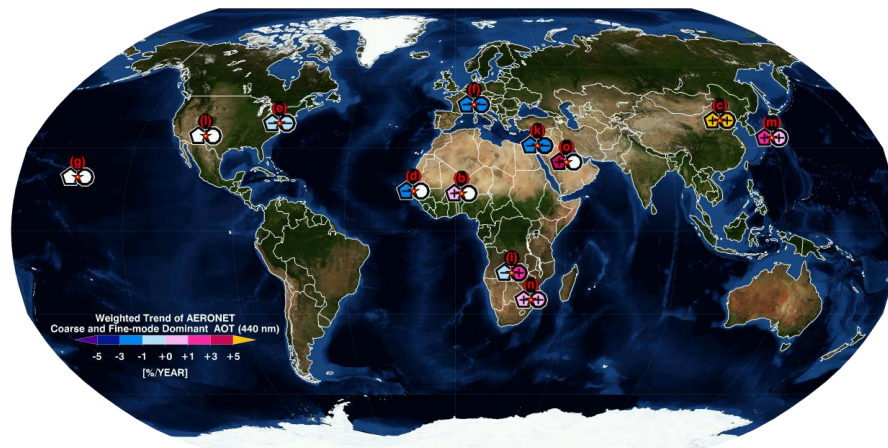 (f)
(e)
(c)
(l)
(k)
(m)
(o)
(g)
(d)
(b)
(i)
(n)
Weighted Trend of AERONET
Coarse and Fine-mode Dominant AOT (440 nm)
-5 -3 -1 +0 +1 +3 +5
[%/YEAR]